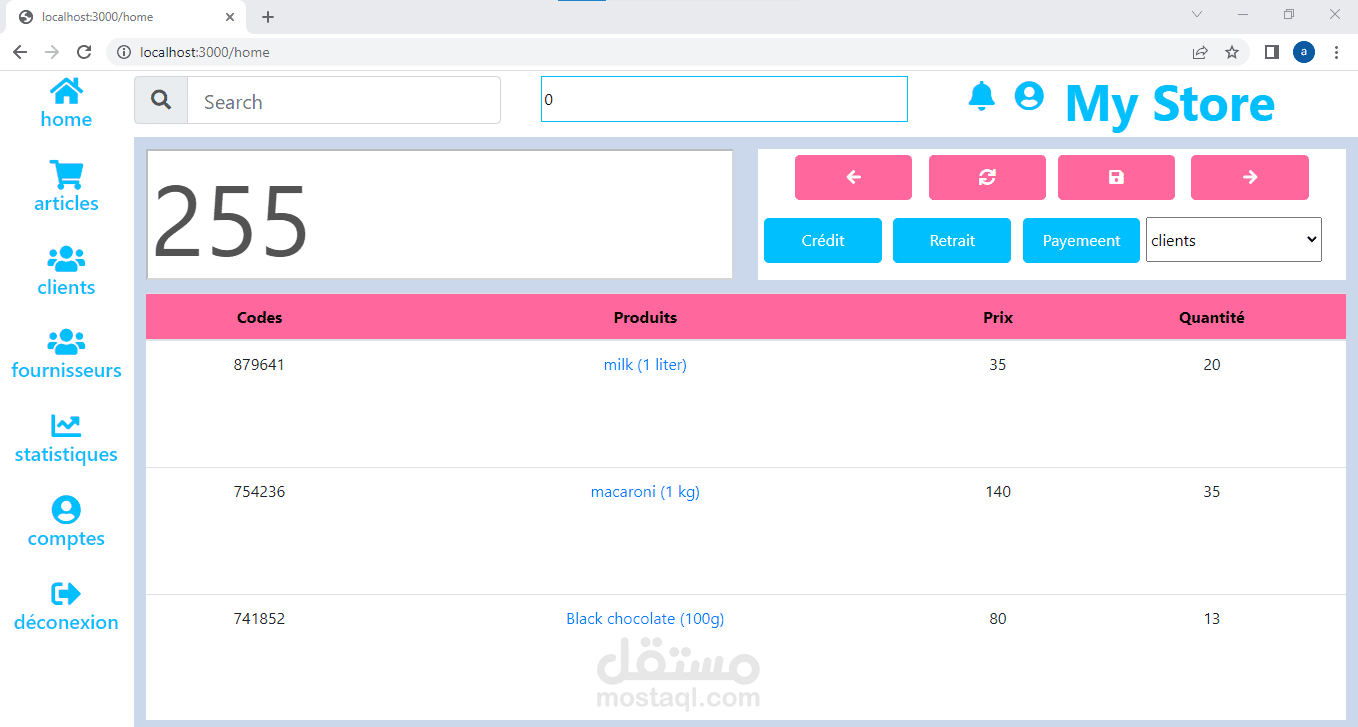 localhost:3000/home
localhost:3000/home
a
home
Search
0
My Store
articles
clients
fournisseurs
statistiques
comptes
déconexion
255
Crédit
Retrait
Payemeent
clients
Codes Produits Prix Quantité
879641 milk (1 liter) 35 20
754236 macaroni (1 kg) 140 35
741852 Black chocolate (100g) 80 13
مستقل
mostaql.com